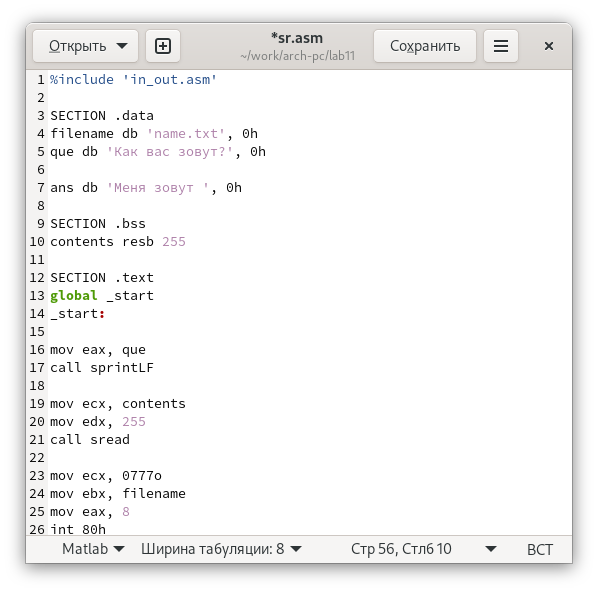 Открыть
*sr.asm
~/work/arch-pc/lab11
Сохранить
1 %include 'in_out.asm'
2
3 SECTION .data
4 filename db 'name.txt', 0h
5 que db 'Как вас зовут?', 0h
6
7 ans db 'Меня зовут ', 0h
8
9 SECTION .bss
10 contents resb 255
11
12 SECTION .text
13 global _start
14 _start:
15
16 mov eax, que
17 call sprintLF
18
19 mov ecx, contents
20 mov edx, 255
21 call sread
22
23 mov ecx, 0777o
24 mov ebx, filename
25 mov eax, 8
26 int 80h
Matlab Ширина табуляции: 8 Стр 56, Стлб 10 ВСТ